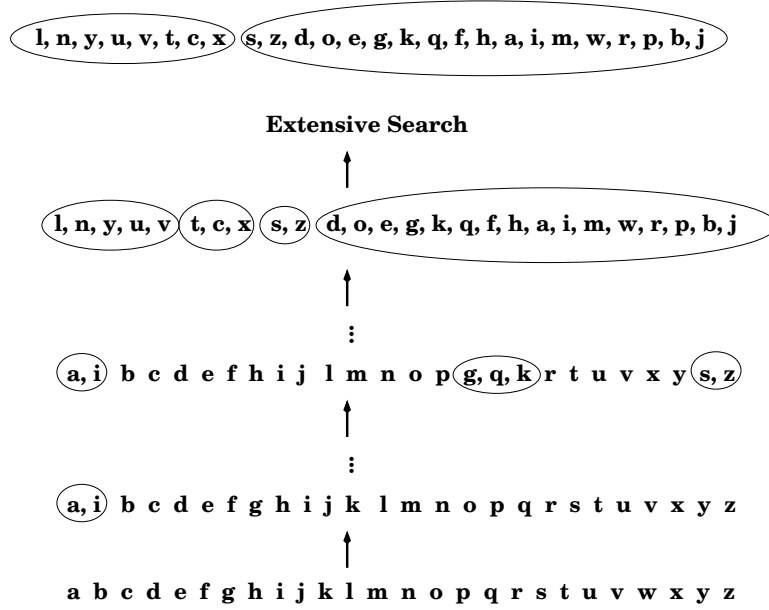 l, n, y, u, v, t, c, x s, z, d, o, e, g, k, q, f, h, a, i, m, w, r, p, b, j
Extensive Search
l, n, y, u, v t, c, x s, z d, o, e, g, k, q, f, h, a, i, m, w, r, p, b, j
a, i b c d e f h i j l m n o p g, q, k r t u v x y s, z
a, i b c d e f g h i j k l m n o p q r s t u v x y z
a b c d e f g h i j k l m n o p q r s t u v w x y z